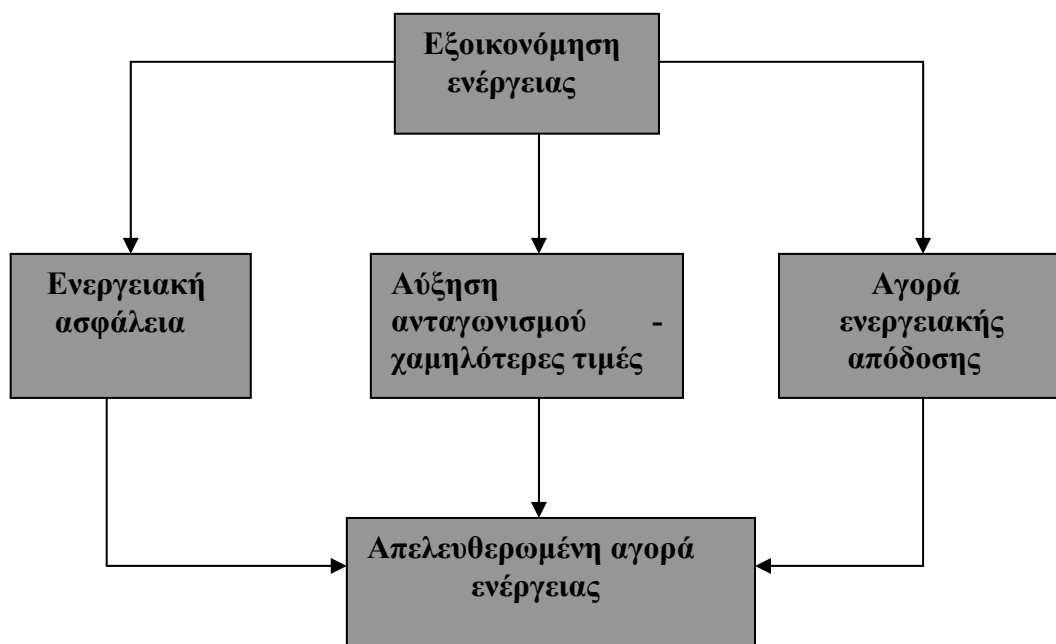 Εξοικονόμηση
ενέργειας
Ενεργειακή
ασφάλεια
Αύξηση
ανταγωνισμού -
χαμηλότερες τιμές
Αγορά
ενεργειακής
απόδοσης
Απελευθερωμένη αγορά
ενέργειας